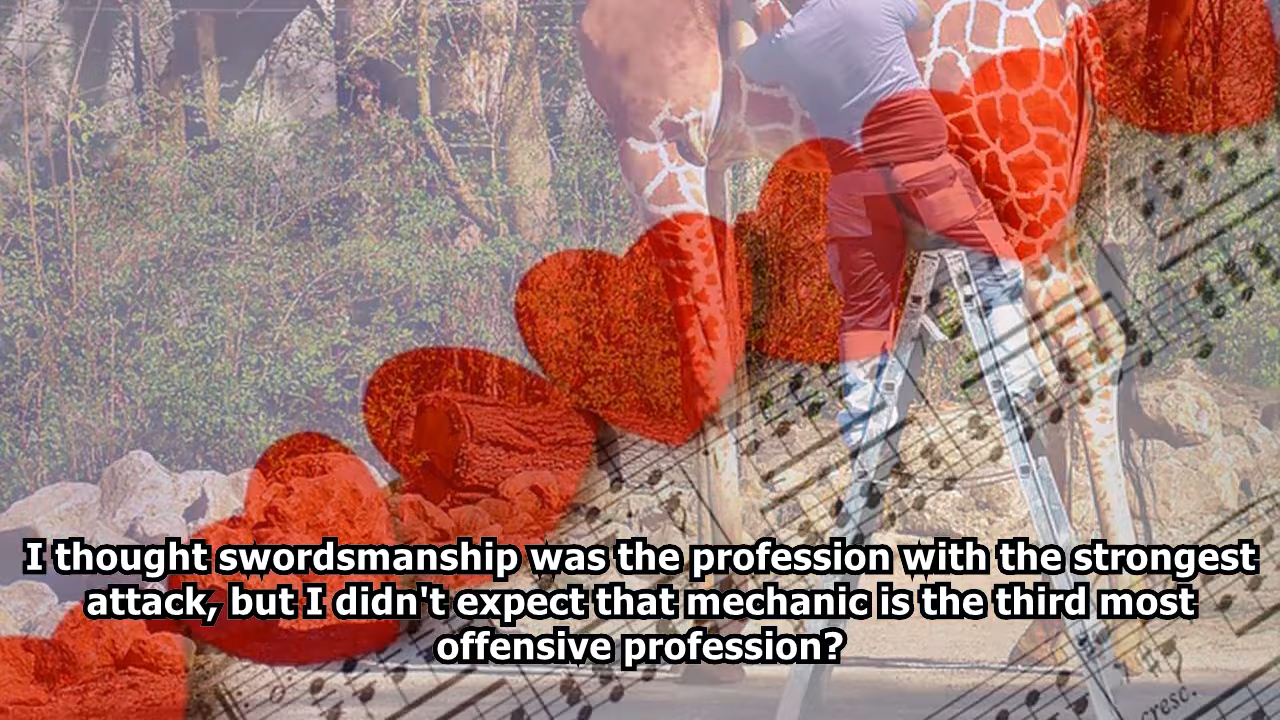 I thought swordsmanship was the profession with the strongest
attack, but I didn't expect that mechanic is the third most
offensive profession?
cresc.